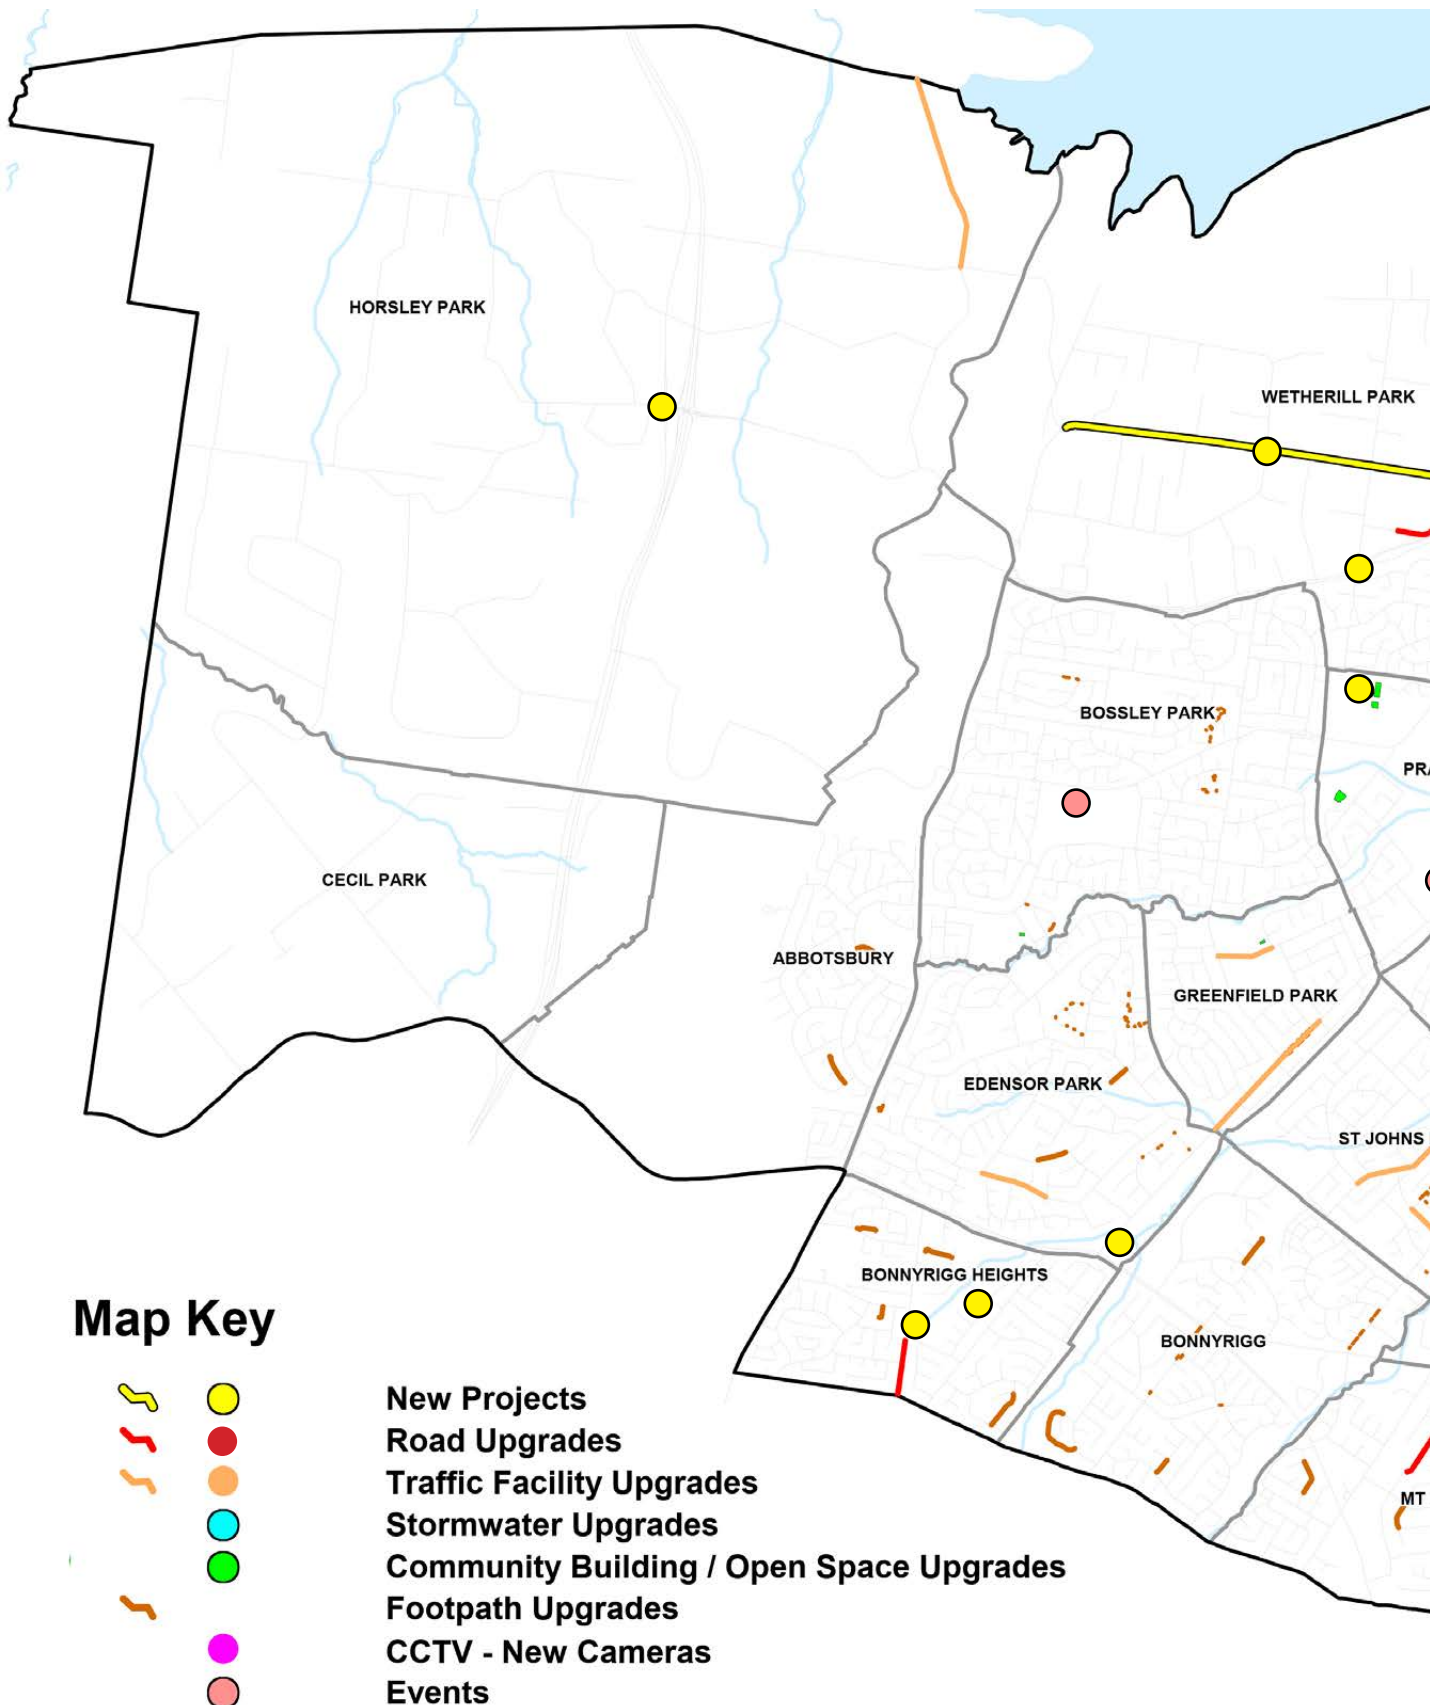 HORSLEY PARK
WETHERILL PARK
BOSSLEY PARK
PRA
CECIL PARK
ABBOTSBURY
GREENFIELD PARK
EDENSOR PARK
ST JOHNS
BONNYRIGG HEIGHTS
BONNYRIGG
MT
Map Key
New Projects
Road Upgrades
Traffic Facility Upgrades
Stormwater Upgrades
Community Building / Open Space Upgrades
Footpath Upgrades
CCTV - New Cameras
Events